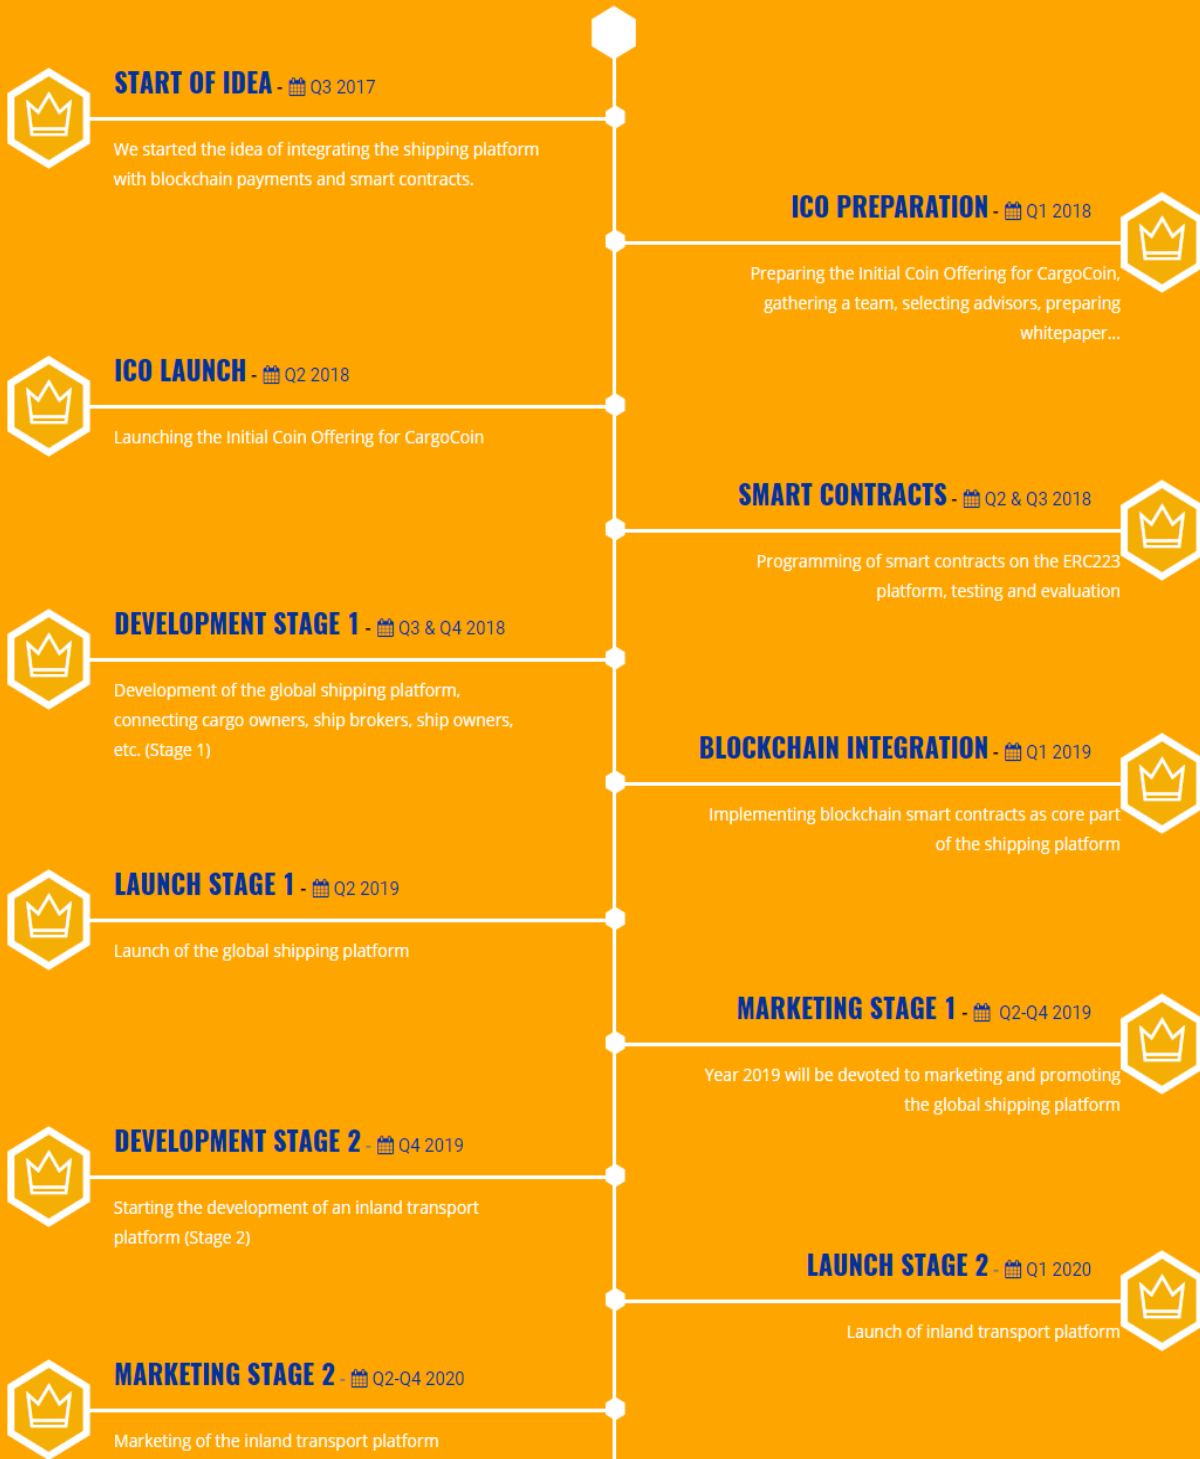 START OF IDEA - Q3 2017
We started the idea of integrating the shipping platform
with blockchain payments and smart contracts.
ICO PREPARATION - Q1 2018
Preparing the Initial Coin Offering for CargoCoin,
gathering a team, selecting advisors, preparing
whitepaper...
ICO LAUNCH - Q2 2018
Launching the Initial Coin Offering for CargoCoin
SMART CONTRACTS - Q2 & Q3 2018
Programming of smart contracts on the ERC223
platform, testing and evaluation
DEVELOPMENT STAGE 1 - Q3 & Q4 2018
Development of the global shipping platform,
connecting cargo owners, ship brokers, ship owners,
etc. (Stage 1)
BLOCKCHAIN INTEGRATION - Q1 2019
Implementing blockchain smart contracts as core part
of the shipping platform
LAUNCH STAGE 1 - Q2 2019
Launch of the global shipping platform
MARKETING STAGE 1 - Q2-Q4 2019
Year 2019 will be devoted to marketing and promoting
the global shipping platform
DEVELOPMENT STAGE 2 - Q4 2019
Starting the development of an inland transport
platform (Stage 2)
LAUNCH STAGE 2 - Q1 2020
Launch of inland transport platform
MARKETING STAGE 2 - Q2-Q4 2020
Marketing of the inland transport platform